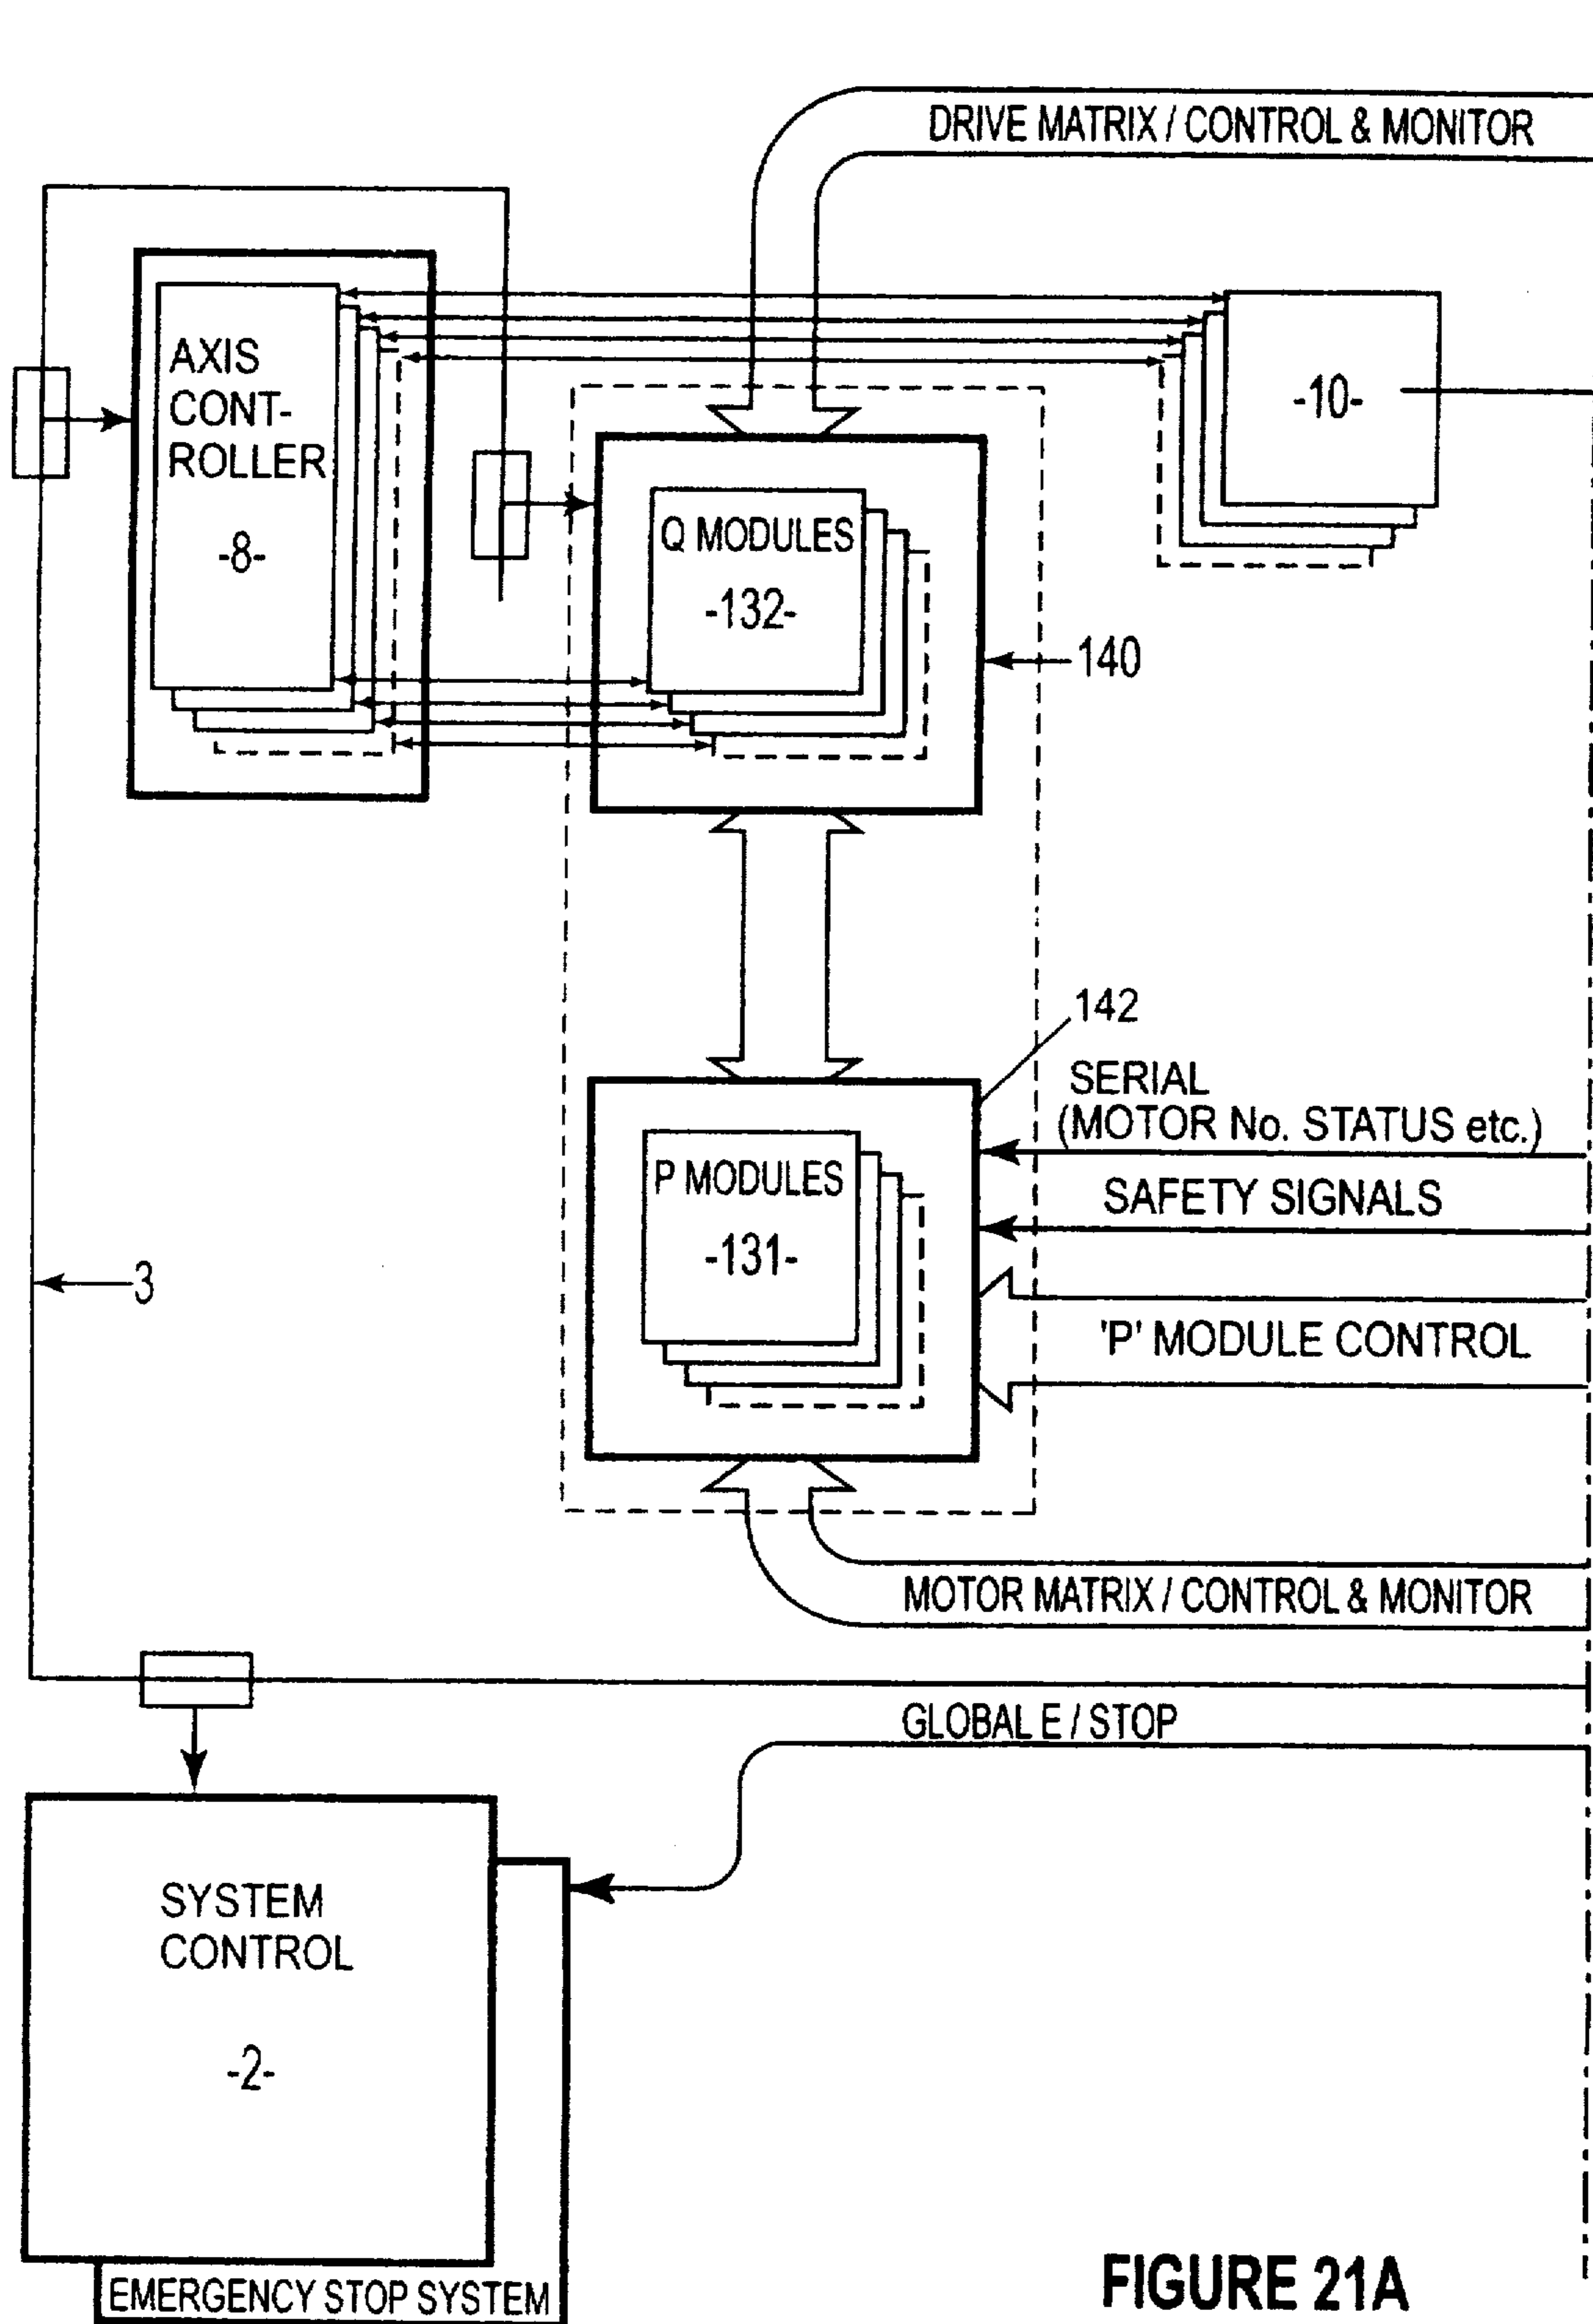 DRIVE MATRIX / CONTROL & MONITOR
AXIS
CONT-
ROLLER
-8-
-10-
Q MODULES
-132-
140
142
SERIAL
(MOTOR No. STATUS etc.)
P MODULES
-131-
SAFETY SIGNALS
3
'P' MODULE CONTROL
MOTOR MATRIX / CONTROL & MONITOR
GLOBAL E / STOP
SYSTEM
CONTROL
-2-
EMERGENCY STOP SYSTEM
FIGURE 21A